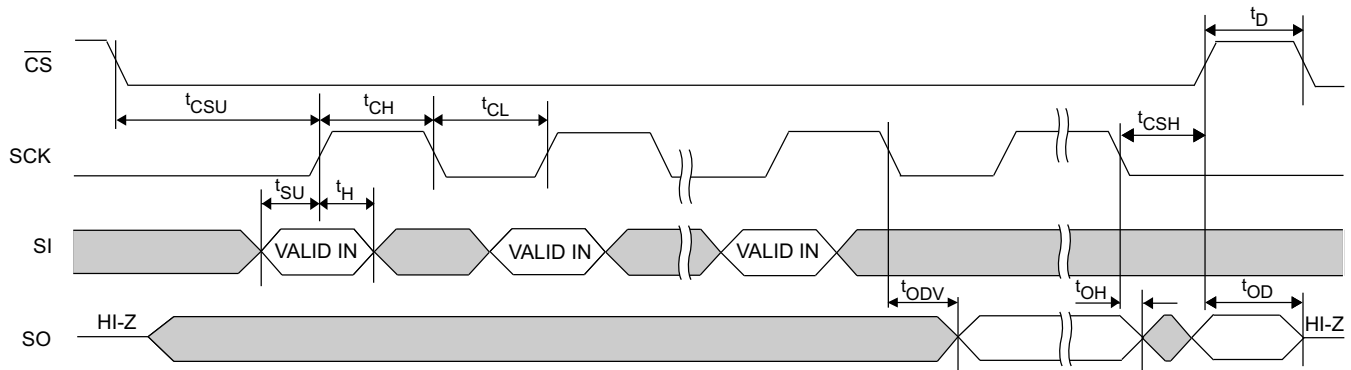 tD
CS
tCSU
tCH
tCL
tCSH
SCK
tSU
tH
SI
VALID IN
VALID IN
VALID IN
tODV
tOH
tOD
HI-Z
HI-Z
SO